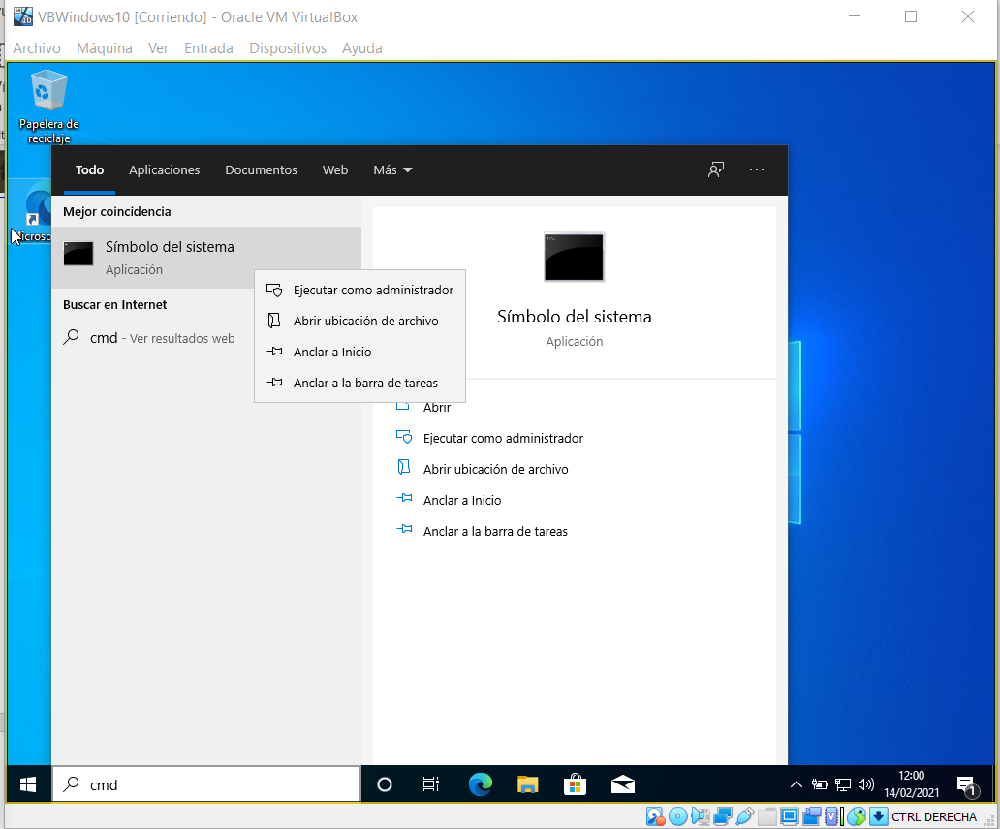 VBWindows10 [Corriendo] - Oracle VM VirtualBox
Archivo Máquina Ver Entrada Dispositivos Ayuda
Papelera de
reciclaje
Todo Aplicaciones Documentos Web Más
Mejor coincidencia
Símbolo del sistema
Aplicación
Buscar en Internet
cmd - Ver resultados web
Ejecutar como administrador
Abrir ubicación de archivo
Anclar a Inicio
Anclar a la barra de tareas
Símbolo del sistema
Aplicación
Abrir
Ejecutar como administrador
Abrir ubicación de archivo
Anclar a Inicio
Anclar a la barra de tareas
cmd
12:00
14/02/2021
1
CTRL DERECHA